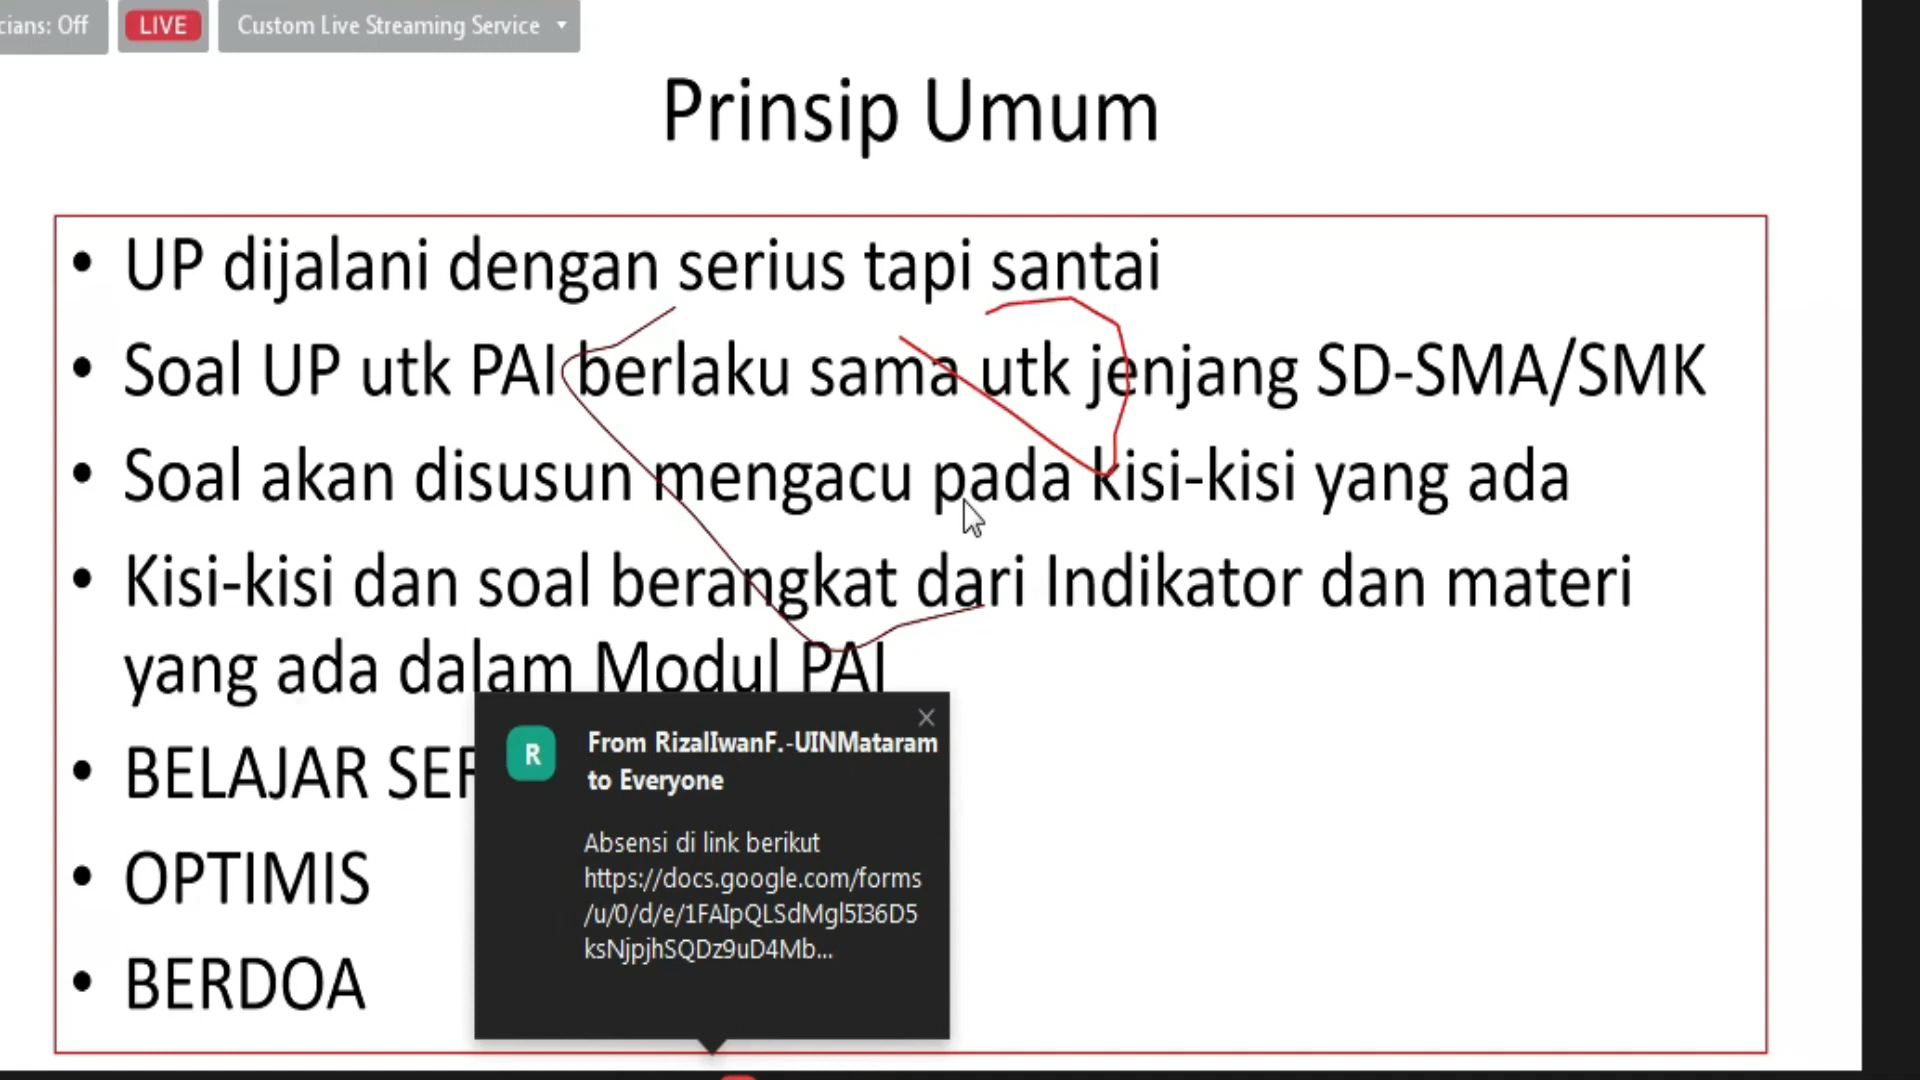 cians: Off
LIVE
Custom Live Streaming Service
Prinsip Umum
• UP dijalani dengan serius tapi santai
• Soal UP utk PAI berlaku sama utk jenjang SD-SMA/SMK
• Soal akan disusun mengacu pada kisi-kisi yang ada
• Kisi-kisi dan soal berangkat dari Indikator dan materi
yang ada dalam Modul PAI
• BELAJAR SER
• OPTIMIS
• BERDOA
R
From RizalIwanF.-UINMataram
to Everyone
Absensi di link berikut
https://docs.google.com/forms
/u/0/d/e/1FAIpQLSdMgl5I36D5
ksNjpjhSQDz9uD4Mb...